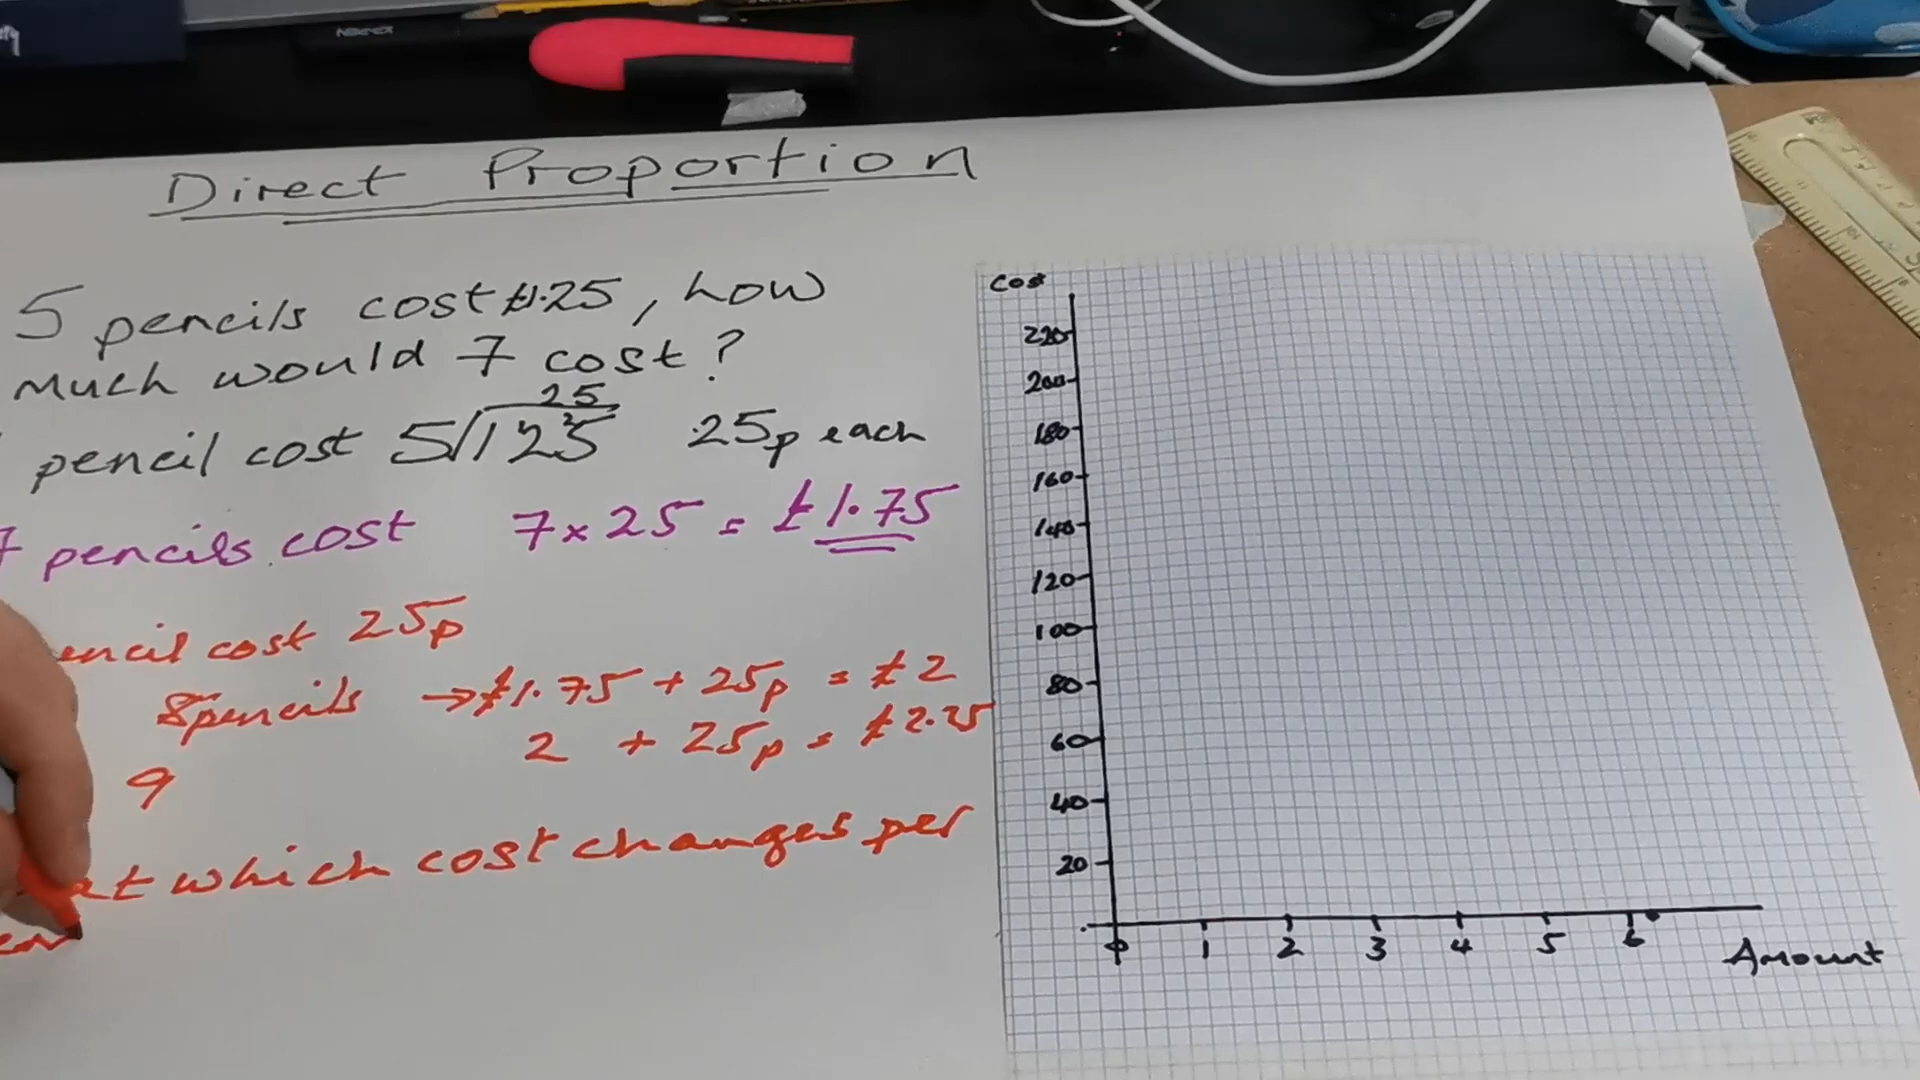 Direct Proportion
5 pencils cost £1.25, how
much would 7 cost?
25
pencil cost 5√125 25p each
7 pencils cost 7 x 25 = £1.75
encil cost 25p
8pencils → £1.75 + 25p = £2
9 2 + 25p = £2.25
at which cost changes per
Cost
220
200
180
160
140
120
100
80
60
40
20
0 1 2 3 4 5 6
Amount